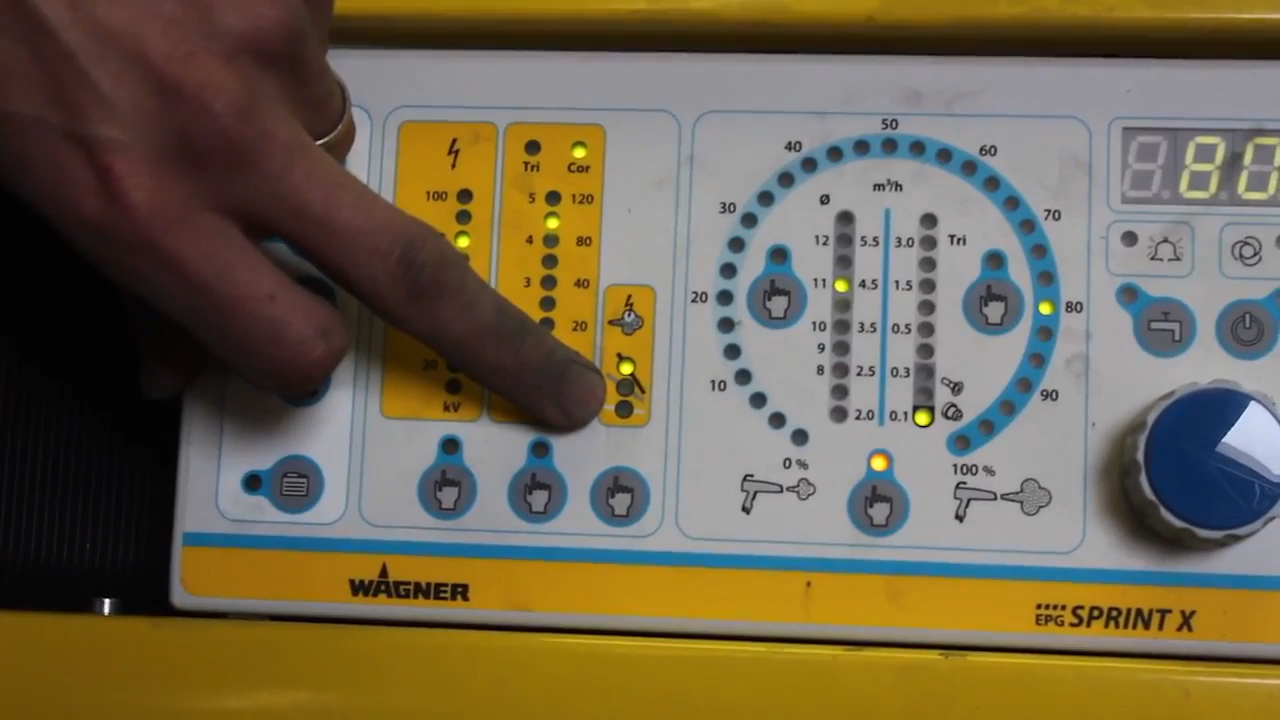 Tri Cor
100
5 120
4 80
3 40
20
20
kV
50
40 60
30 70
20 80
10 90
0 % 100 %
m³/h
Ø
12 5.5 3.0 Tri
11 4.5 1.5
10 3.5 0.5
9
8 2.5 0.3
2.0 0.1
80
WAGNER
EPG SPRINT X